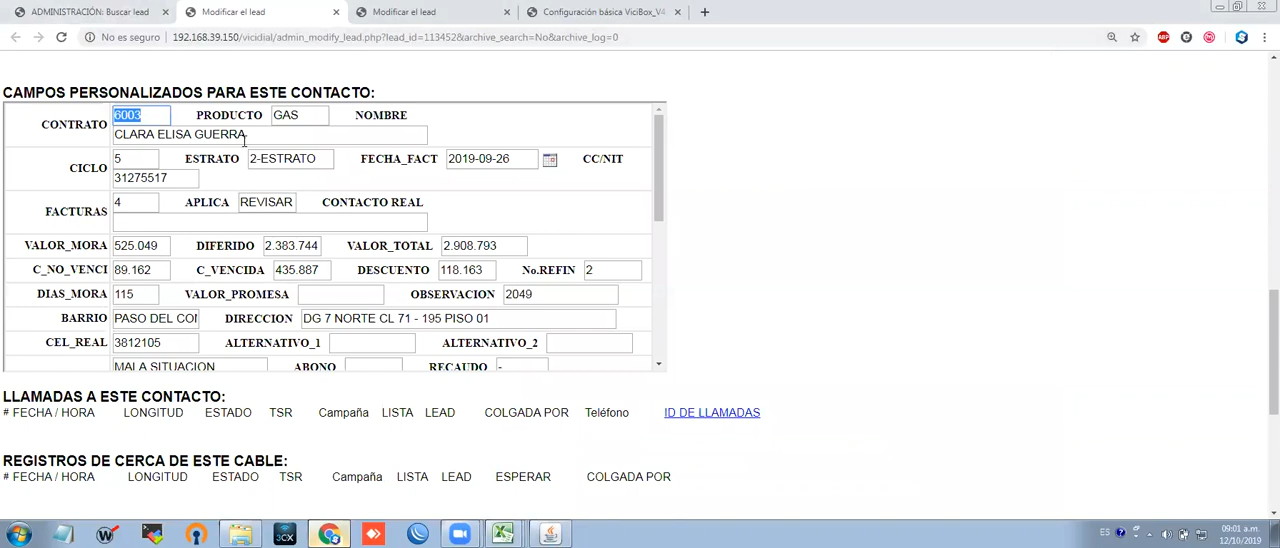 ADMINISTRACIÓN: Buscar lead
Modificar el lead
Modificar el lead
Configuración básica ViciBox_V4
No es seguro 192.168.39.150/vicidial/admin_modify_lead.php?lead_id=113452&archive_search=No&archive_log=0
CAMPOS PERSONALIZADOS PARA ESTE CONTACTO:
CONTRATO 6003 PRODUCTO GAS NOMBRE
CLARA ELISA GUERRA
CICLO 5 ESTRATO 2-ESTRATO FECHA_FACT 2019-09-26 CC/NIT
31275517
FACTURAS 4 APLICA REVISAR CONTACTO REAL
VALOR_MORA 525.049 DIFERIDO 2.383.744 VALOR_TOTAL 2.908.793
C_NO_VENCI 89.162 C_VENCIDA 435.887 DESCUENTO 118.163 No.REFIN 2
DIAS_MORA 115 VALOR_PROMESA OBSERVACION 2049
BARRIO PASO DEL COM DIRECCION DG 7 NORTE CL 71 - 195 PISO 01
CEL_REAL 3812105 ALTERNATIVO_1 ALTERNATIVO_2
MALA SITUACION ABONO RECAUDO -
LLAMADAS A ESTE CONTACTO:
# FECHA / HORA LONGITUD ESTADO TSR Campaña LISTA LEAD COLGADA POR Teléfono ID DE LLAMADAS
REGISTROS DE CERCA DE ESTE CABLE:
# FECHA / HORA LONGITUD ESTADO TSR Campaña LISTA LEAD ESPERAR COLGADA POR
3CX
ES
09:01 a.m.
12/10/2019